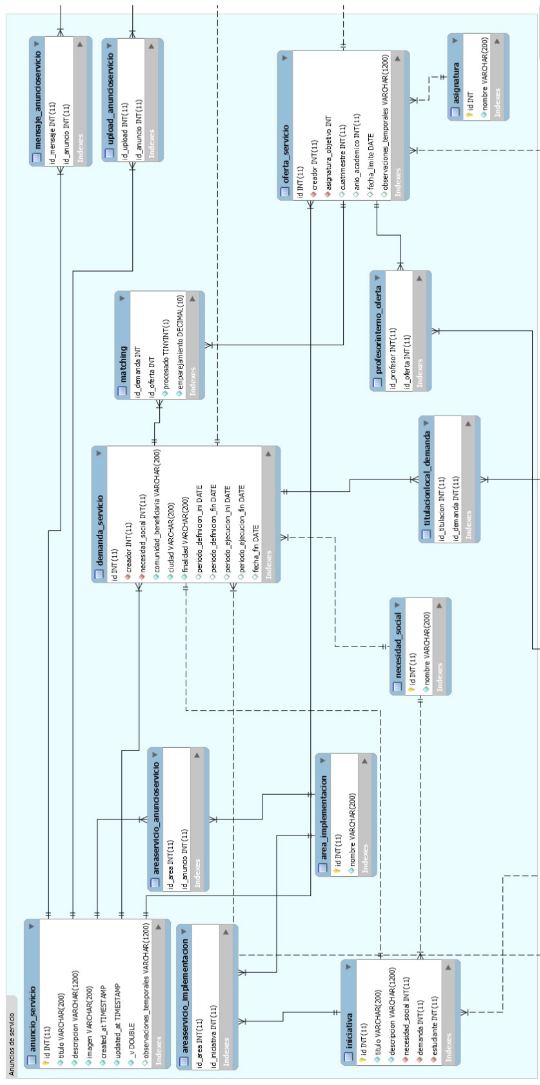 Anuncios de servicio
anuncio_servicio
id INT(11)
titulo VARCHAR(200)
descripcion VARCHAR(1200)
imagen VARCHAR(200)
created_at TIMESTAMP
updated_at TIMESTAMP
_v DOUBLE
observaciones_temporales VARCHAR(1200)
Indexes
areaservicio_implementacion
id_area INT(11)
id_iniciativa INT(11)
Indexes
iniciativa
id INT(11)
titulo VARCHAR(200)
descripcion VARCHAR(1200)
necesidad_social INT(11)
demanda INT(11)
estudiante INT(11)
Indexes
areaservicio_anuncioservicio
id_area INT(11)
id_anuncio INT(11)
Indexes
area_implementacion
id INT(11)
nombre VARCHAR(200)
Indexes
necesidad_social
id INT(11)
nombre VARCHAR(200)
Indexes
demanda_servicio
id INT(11)
creador INT(11)
necesidad_social INT(11)
comunidad_beneficiaria VARCHAR(200)
ciudad VARCHAR(200)
finalidad VARCHAR(200)
periodo_definicion_ini DATE
periodo_definicion_fin DATE
periodo_ejecucion_ini DATE
periodo_ejecucion_fin DATE
fecha_fin DATE
Indexes
titulacionlocal_demanda
id_titulacion INT(11)
id_demanda INT(11)
Indexes
matching
id_demanda INT
id_oferta INT
procesado TINYINT(1)
emparejamiento DECIMAL(10)
Indexes
profesorinterno_oferta
id_profesor INT(11)
id_oferta INT(11)
Indexes
mensaje_anuncioservicio
id_mensaje INT(11)
id_anuncio INT(11)
Indexes
upload_anuncioservicio
id_upload INT(11)
id_anuncio INT(11)
Indexes
oferta_servicio
id INT(11)
creador INT(11)
asignatura_objetivo INT
cuatrimestre INT(11)
anio_academico INT(11)
fecha_limite DATE
observaciones_temporales VARCHAR(1200)
Indexes
asignatura
id INT
nombre VARCHAR(200)
Indexes